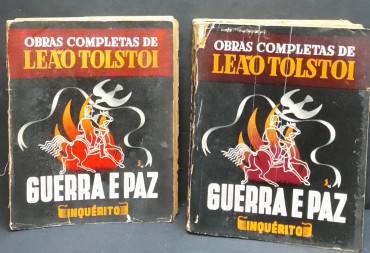 OBRAS COMPLETAS DE
LEÃO TOLSTOI
GUERRA E PAZ
INQUÉRITO
OBRAS COMPLETAS DE
LEÃO TOLSTOI
GUERRA E PAZ
INQUÉRITO